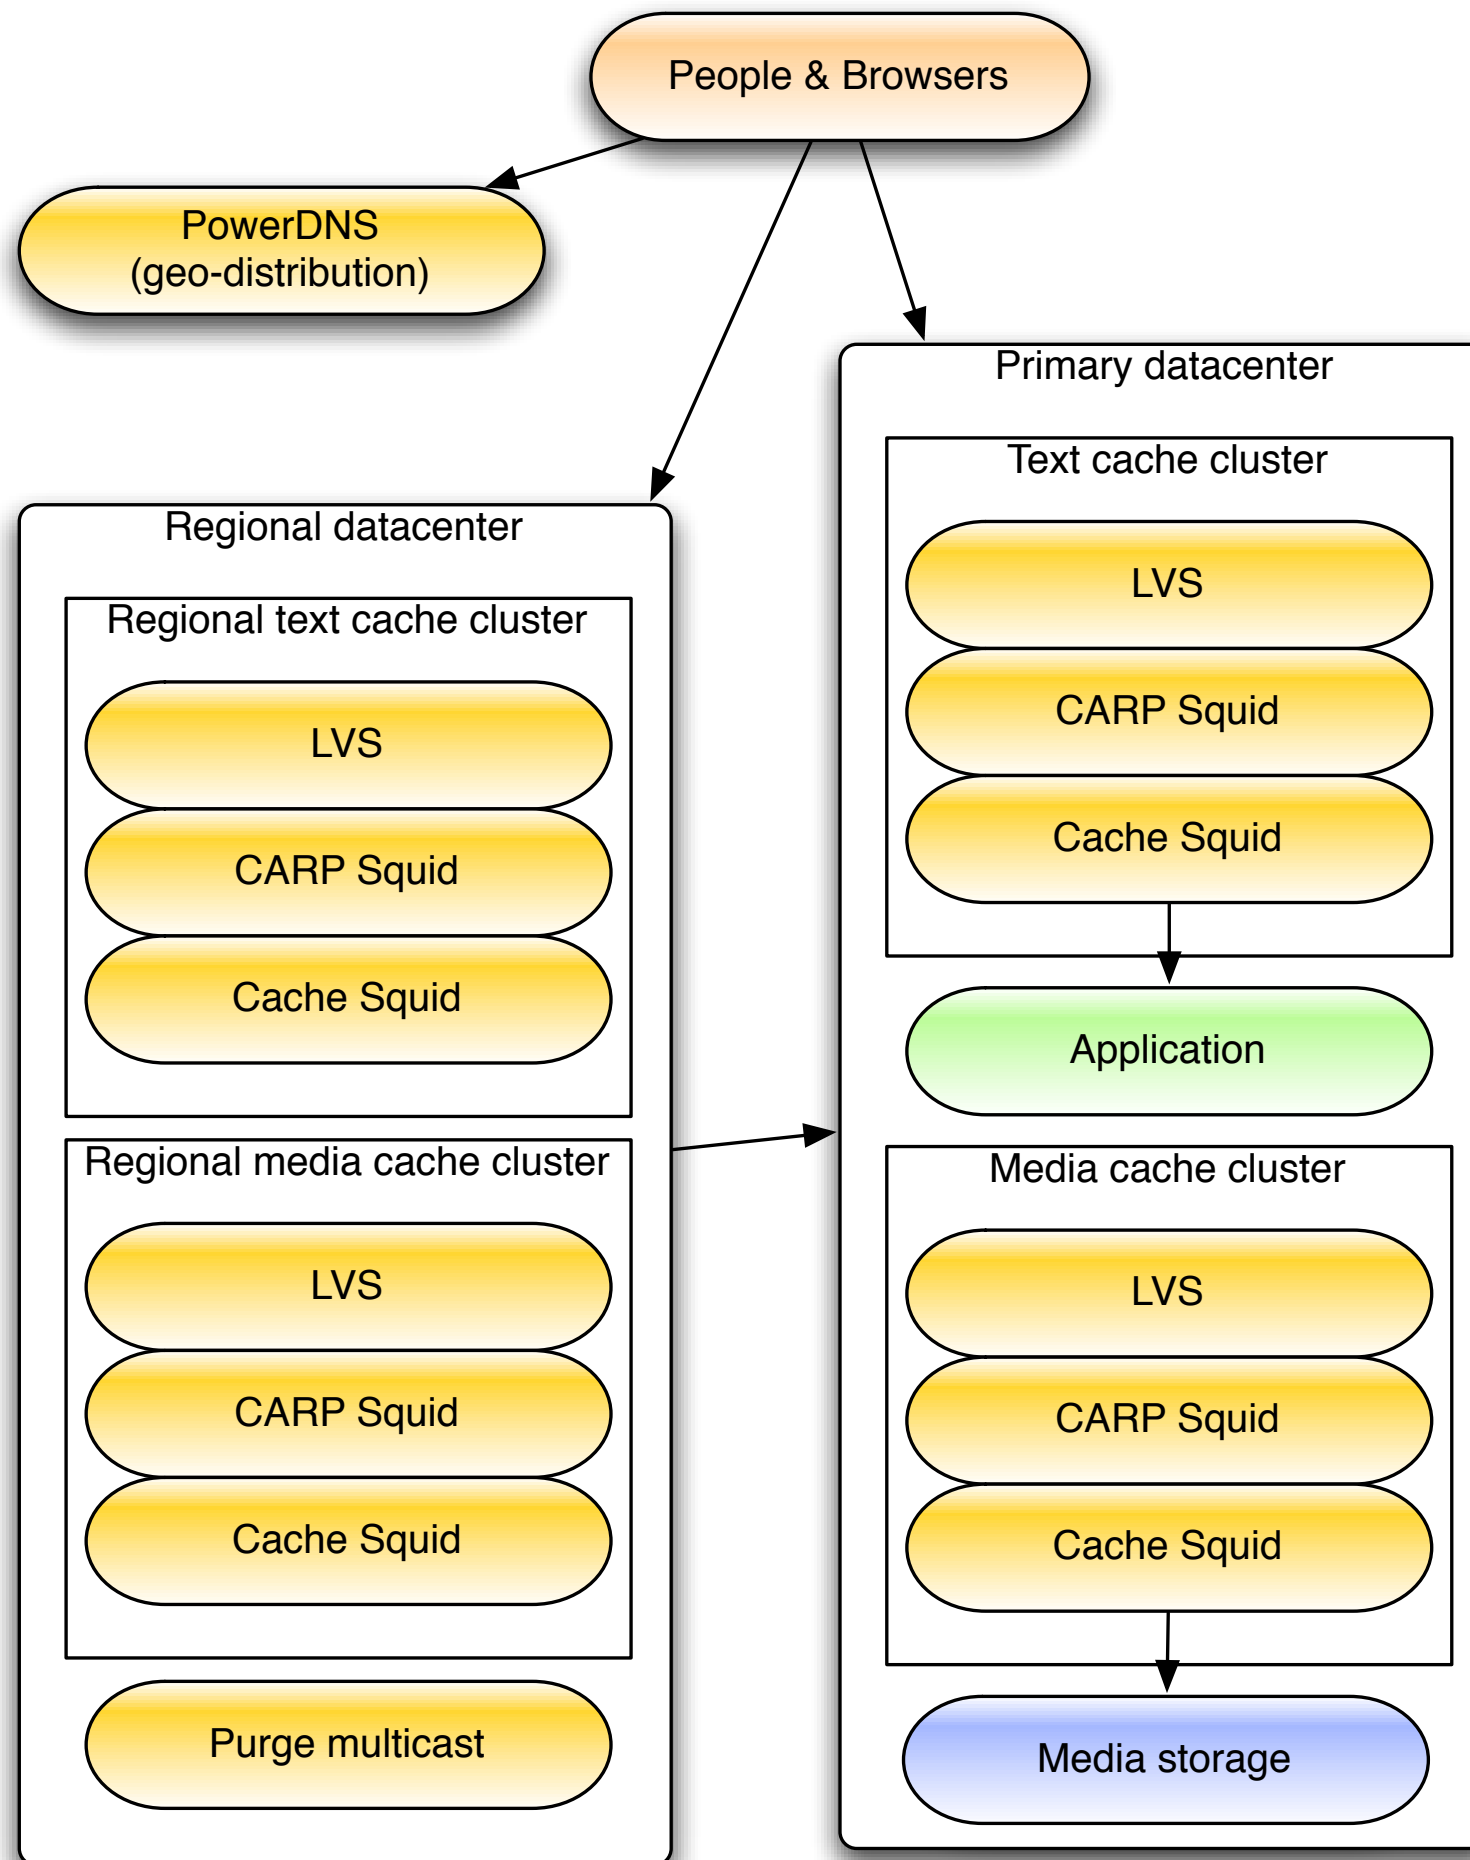 People & Browsers
PowerDNS
(geo-distribution)
Primary datacenter
Text cache cluster
LVS
CARP Squid
Cache Squid
Application
Media cache cluster
LVS
CARP Squid
Cache Squid
Media storage
Regional datacenter
Regional text cache cluster
LVS
CARP Squid
Cache Squid
Regional media cache cluster
LVS
CARP Squid
Cache Squid
Purge multicast